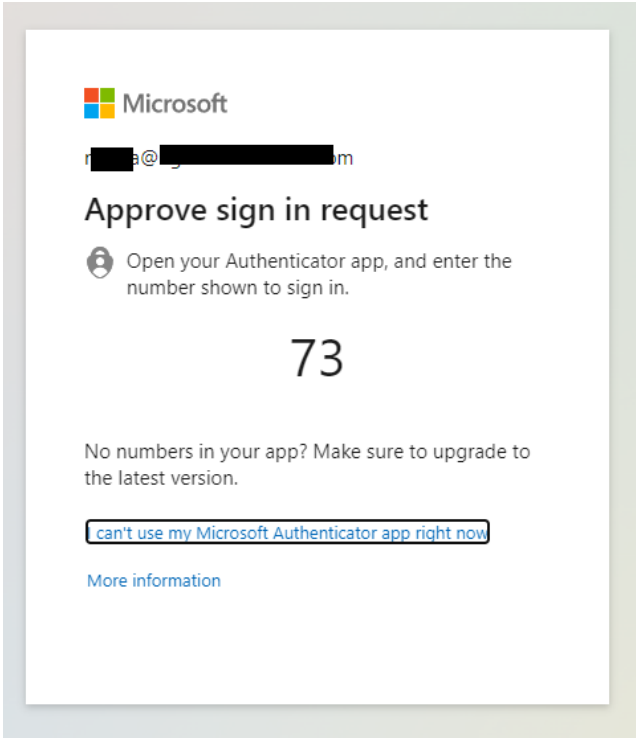 Microsoft
Approve sign in request
Open your Authenticator app, and enter the
number shown to sign in.
73
No numbers in your app? Make sure to upgrade to
the latest version.
I can't use my Microsoft Authenticator app right now
More information